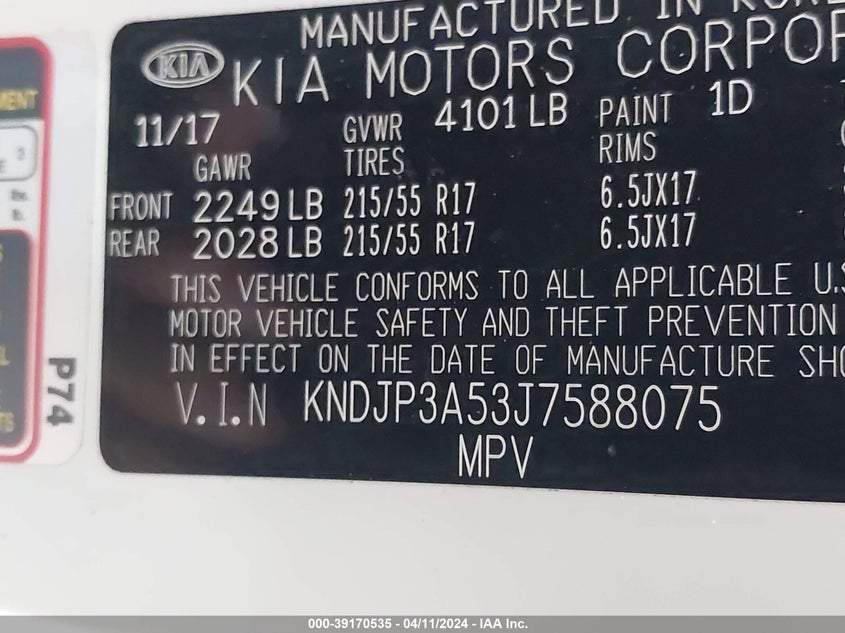 MANUFACTURED IN
KIA
KIA MOTORS
11/17 GVWR 4101 LB PAINT 1D
GAWR TIRES RIMS
FRONT 2249 LB 215/55 R17 6.5JX17
REAR 2028 LB 215/55 R17 6.5JX17
THIS VEHICLE CONFORMS TO ALL APPLICABLE U.S
MOTOR VEHICLE SAFETY AND THEFT PREVENTION
IN EFFECT ON THE DATE OF MANUFACTURE
V.I.N KNDJP3A53J7588075
MPV
P74
000-39170535 - 04/11/2024 - IAA Inc.